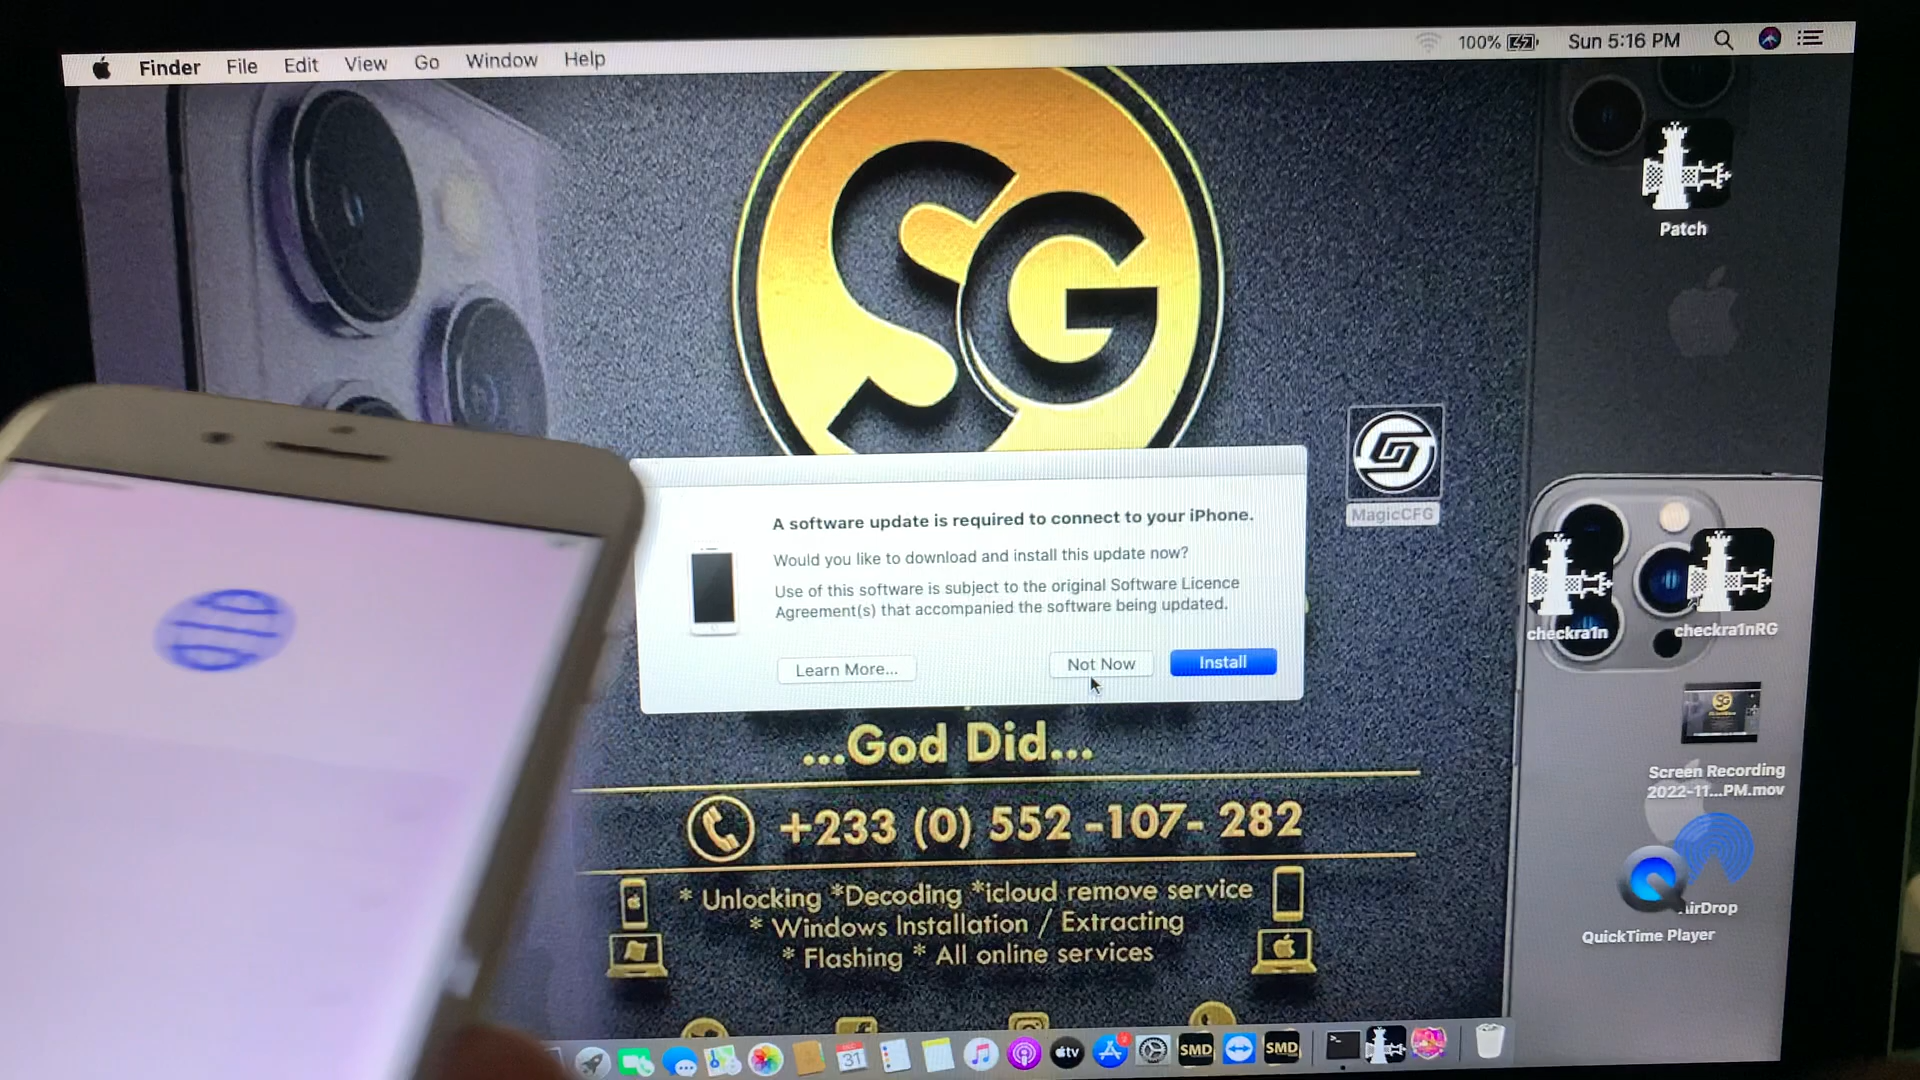 Finder File Edit View Go Window Help
100% Sun 5:16 PM
SG
Patch
MagicCFG
A software update is required to connect to your iPhone.
Would you like to download and install this update now?
Use of this software is subject to the original Software Licence
Agreement(s) that accompanied the software being updated.
Learn More... Not Now Install
checkra1n
checkra1nRG
...God Did...
Screen Recording
2022-11...PM.mov
+233 (0) 552 -107- 282
* Unlocking *Decoding *icloud remove service
* Windows Installation / Extracting
* Flashing * All online services
AirDrop
QuickTime Player
31
tv
SMD
SMD